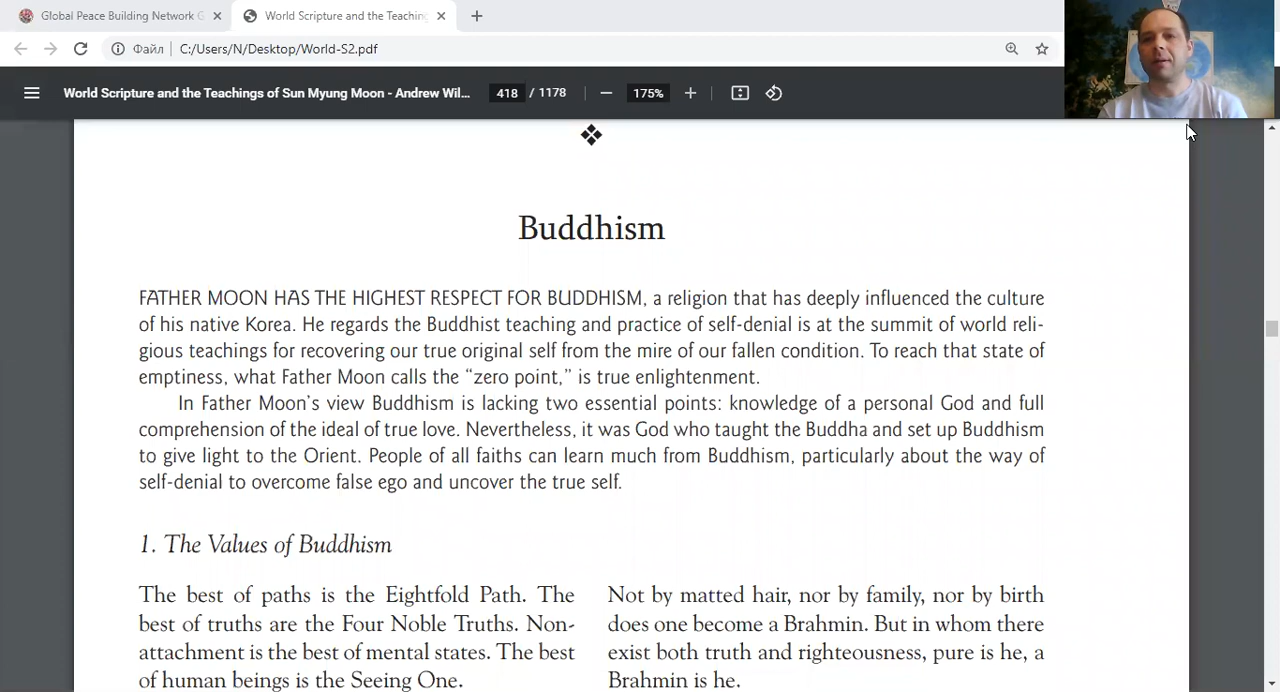 Global Peace Building Network G
World Scripture and the Teaching
Файл
C:/Users/N/Desktop/World-S2.pdf
World Scripture and the Teachings of Sun Myung Moon - Andrew Wil...
418 / 1178
175%
Buddhism
FATHER MOON HAS THE HIGHEST RESPECT FOR BUDDHISM, a religion that has deeply influenced the culture
of his native Korea. He regards the Buddhist teaching and practice of self-denial is at the summit of world reli-
gious teachings for recovering our true original self from the mire of our fallen condition. To reach that state of
emptiness, what Father Moon calls the “zero point,” is true enlightenment.
In Father Moon’s view Buddhism is lacking two essential points: knowledge of a personal God and full
comprehension of the ideal of true love. Nevertheless, it was God who taught the Buddha and set up Buddhism
to give light to the Orient. People of all faiths can learn much from Buddhism, particularly about the way of
self-denial to overcome false ego and uncover the true self.
1. The Values of Buddhism
The best of paths is the Eightfold Path. The
best of truths are the Four Noble Truths. Non-
attachment is the best of mental states. The best
of human beings is the Seeing One.
Not by matted hair, nor by family, nor by birth
does one become a Brahmin. But in whom there
exist both truth and righteousness, pure is he, a
Brahmin is he.